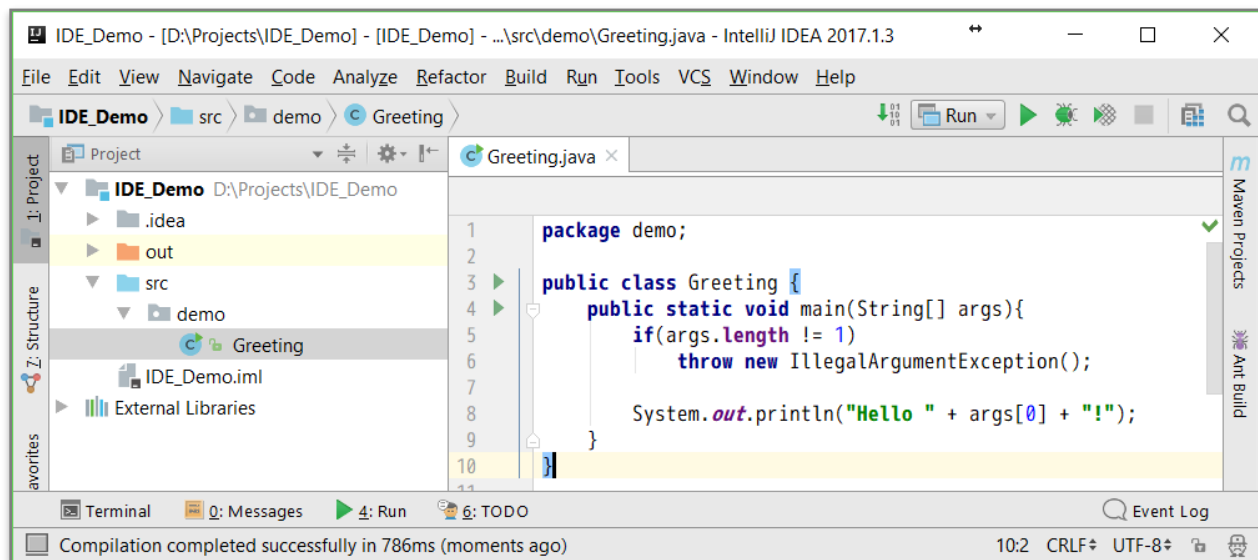 IDE_Demo - [D:\Projects\IDE_Demo] - [IDE_Demo] - ...\src\demo\Greeting.java - IntelliJ IDEA 2017.1.3
File Edit View Navigate Code Analyze Refactor Build Run Tools VCS Window Help
IDE_Demo src demo Greeting Run
1: Project
7: Structure
avorites
Project
IDE_Demo D:\Projects\IDE_Demo
.idea
out
src
demo
Greeting
IDE_Demo.iml
External Libraries
Greeting.java
1 package demo;
2
3 public class Greeting {
4 public static void main(String[] args){
5 if(args.length != 1)
6 throw new IllegalArgumentException();
7
8 System.out.println("Hello " + args[0] + "!");
9 }
10 }
Maven Projects
Ant Build
Terminal 0: Messages 4: Run 6: TODO Event Log
Compilation completed successfully in 786ms (moments ago) 10:2 CRLF UTF-8